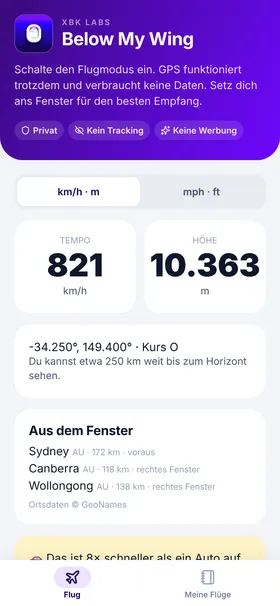 XBK LABS
Below My Wing
Schalte den Flugmodus ein. GPS funktioniert
trotzdem und verbraucht keine Daten. Setz dich
ans Fenster für den besten Empfang.
Privat
Kein Tracking
Keine Werbung
km/h · m
mph · ft
TEMPO
821
km/h
HÖHE
10.363
m
-34.250°, 149.400° · Kurs O
Du kannst etwa 250 km weit bis zum Horizont
sehen.
Aus dem Fenster
Sydney AU · 172 km · voraus
Canberra AU · 118 km · rechtes Fenster
Wollongong AU · 138 km · rechtes Fenster
Ortsdaten © GeoNames
Das ist 8× schneller als ein Auto auf
Flug
Meine Flüge